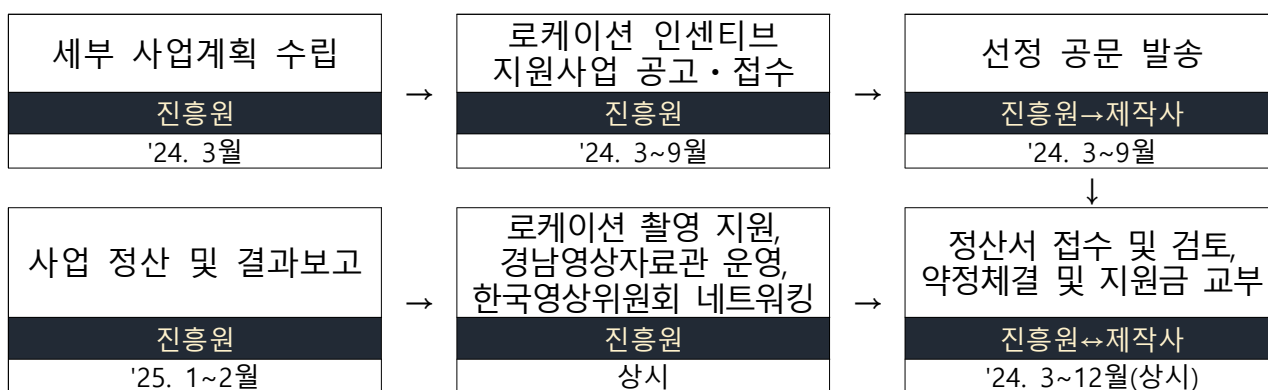 세부 사업계획 수립
진흥원
'24. 3월
→
로케이션 인센티브
지원사업 공고・접수
진흥원
'24. 3~9월
→
선정 공문 발송
진흥원→제작사
'24. 3~9월
↓
사업 정산 및 결과보고
진흥원
'25. 1~2월
→
로케이션 촬영 지원,
경남영상자료관 운영,
한국영상위원회 네트워킹
진흥원
상시
→
정산서 접수 및 검토,
약정체결 및 지원금 교부
진흥원↔제작사
'24. 3~12월(상시)